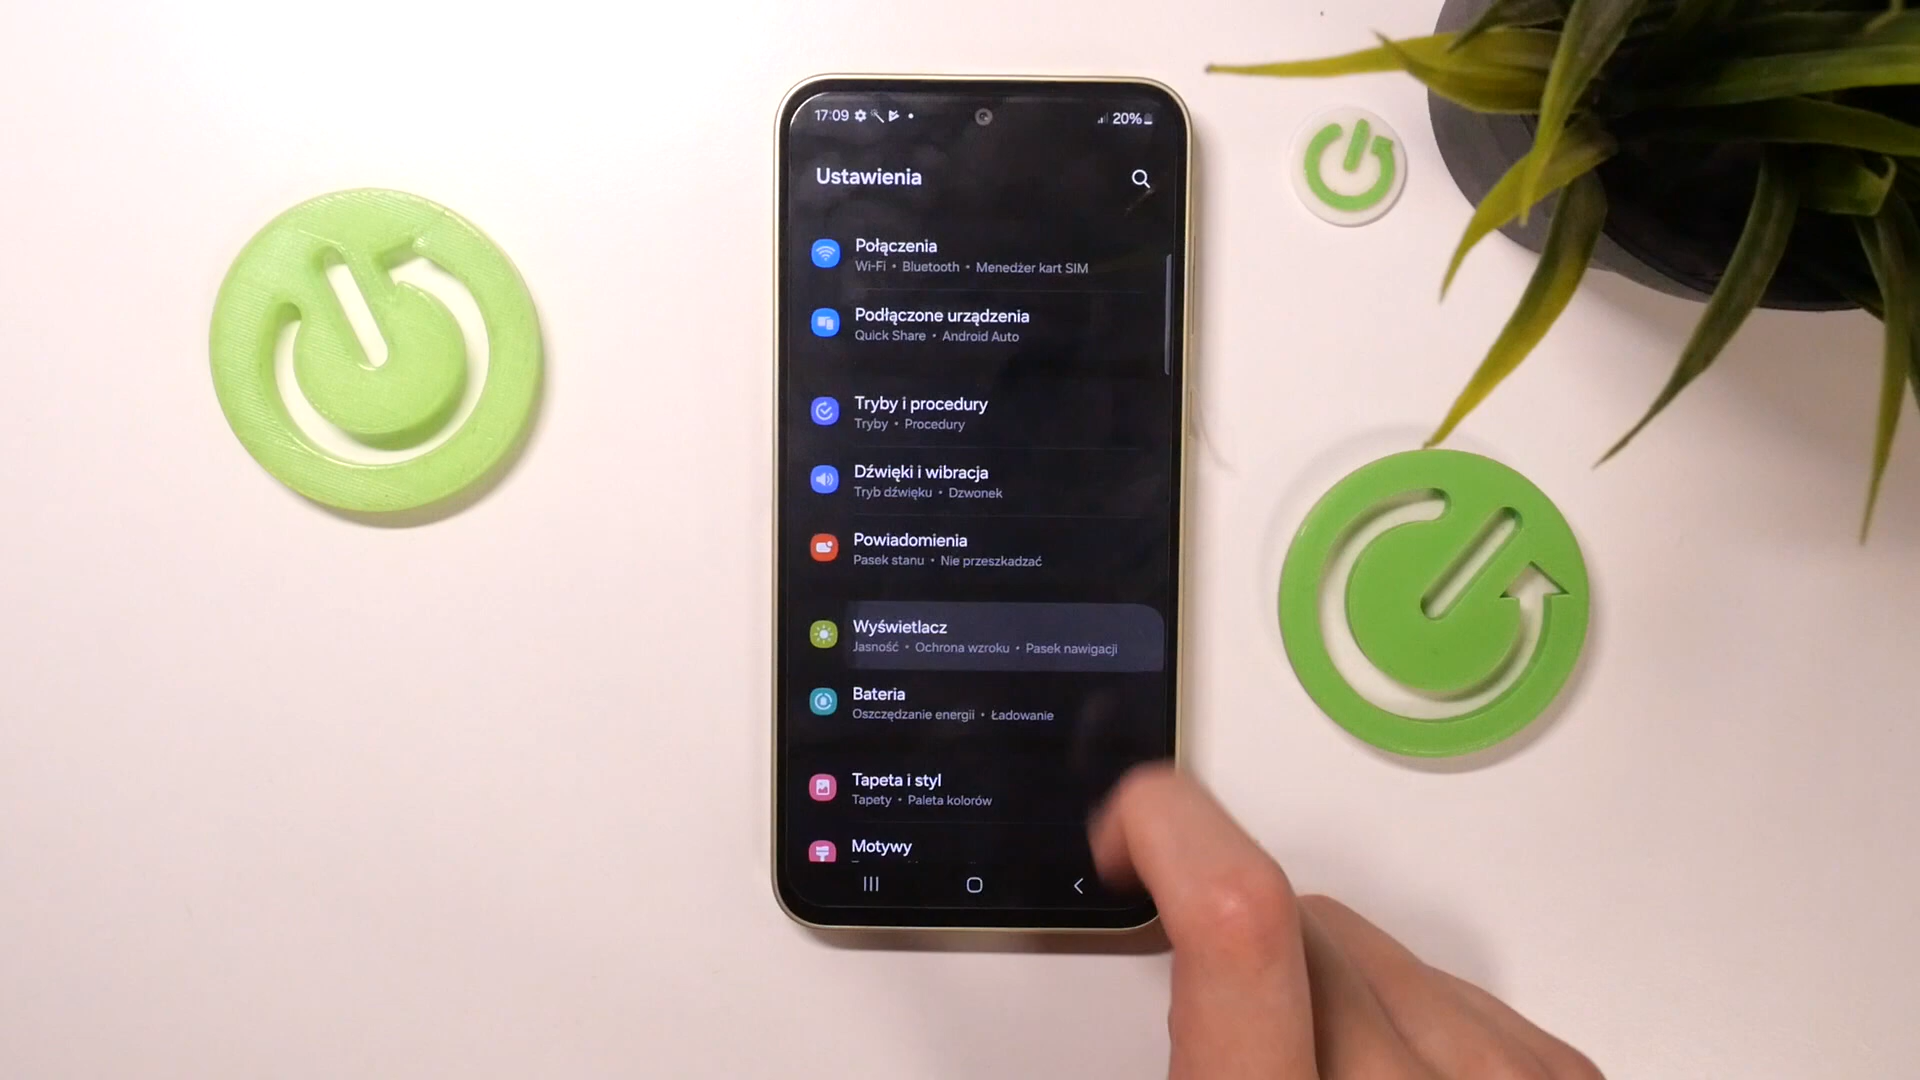 17:09
20%
Ustawienia
Połączenia
Wi-Fi • Bluetooth • Menedżer kart SIM
Podłączone urządzenia
Quick Share • Android Auto
Tryby i procedury
Tryby • Procedury
Dźwięki i wibracja
Tryb dźwięku • Dzwonek
Powiadomienia
Pasek stanu • Nie przeszkadzać
Wyświetlacz
Jasność • Ochrona wzroku • Pasek nawigacji
Bateria
Oszczędzanie energii • Ładowanie
Tapeta i styl
Tapety • Paleta kolorów
Motywy